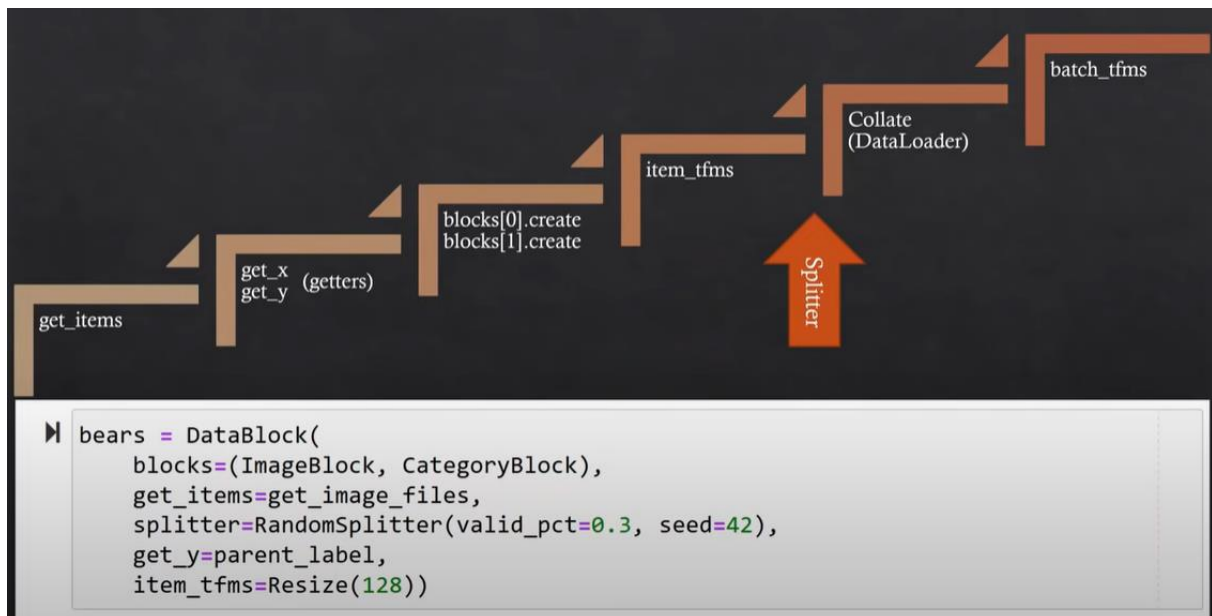 get_items
get_x
get_y
(getters)
blocks[0].create
blocks[1].create
item_tfms
Collate
(DataLoader)
batch_tfms
Splitter
bears = DataBlock(
    blocks=(ImageBlock, CategoryBlock),
    get_items=get_image_files,
    splitter=RandomSplitter(valid_pct=0.3, seed=42),
    get_y=parent_label,
    item_tfms=Resize(128))